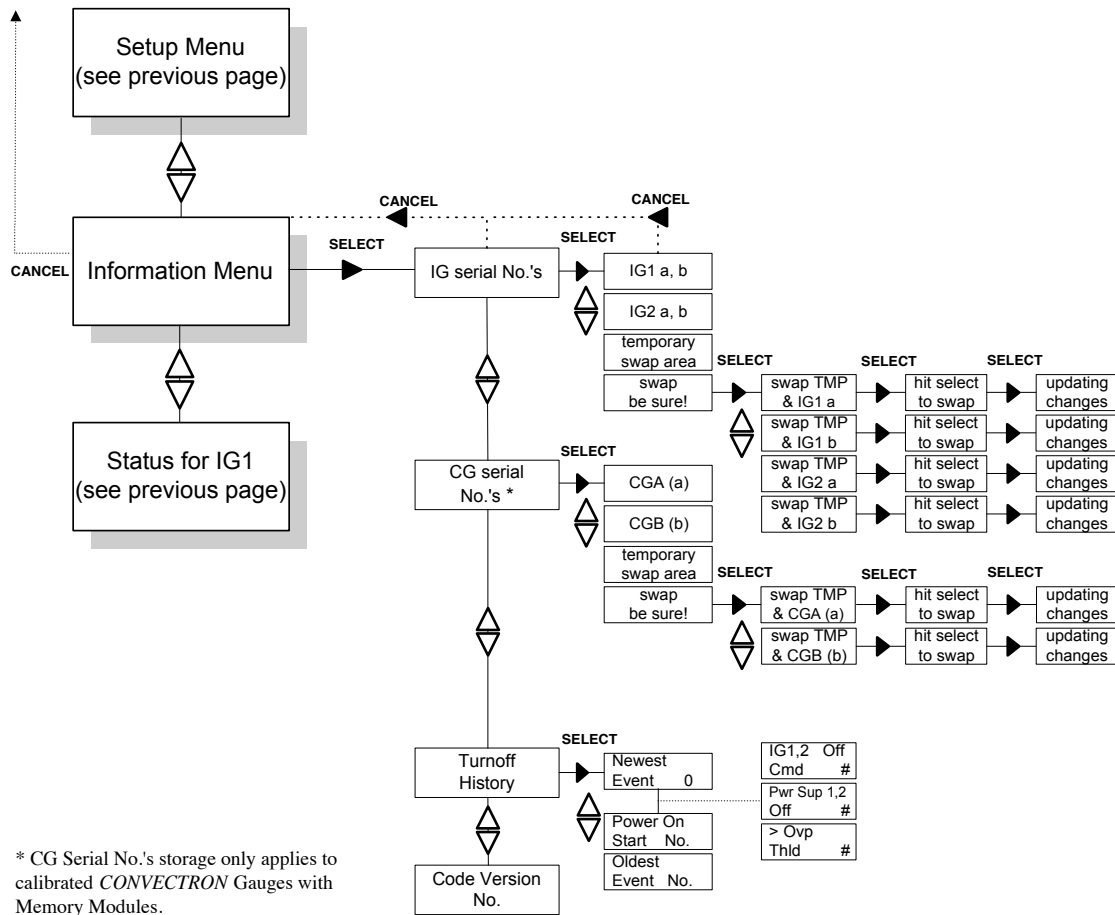 Setup Menu
(see previous page)
CANCEL
Information Menu
SELECT
CANCEL
CANCEL
IG serial No.'s
SELECT
IG1 a, b
IG2 a, b
temporary
swap area
swap
be sure!
SELECT
swap TMP
& IG1 a
SELECT
hit select
to swap
SELECT
updating
changes
swap TMP
& IG1 b
hit select
to swap
updating
changes
swap TMP
& IG2 a
hit select
to swap
updating
changes
swap TMP
& IG2 b
hit select
to swap
updating
changes
Status for IG1
(see previous page)
CG serial
No.'s *
SELECT
CGA (a)
CGB (b)
temporary
swap area
swap
be sure!
SELECT
swap TMP
& CGA (a)
SELECT
hit select
to swap
SELECT
updating
changes
swap TMP
& CGB (b)
hit select
to swap
updating
changes
Turnoff
History
SELECT
Newest
Event 0
Power On
Start No.
Oldest
Event No.
IG1,2 Off
Cmd #
Pwr Sup 1,2
Off #
> Ovp
Thld #
Code Version
No.
* CG Serial No.'s storage only applies to
calibrated CONVECTRON Gauges with
Memory Modules.